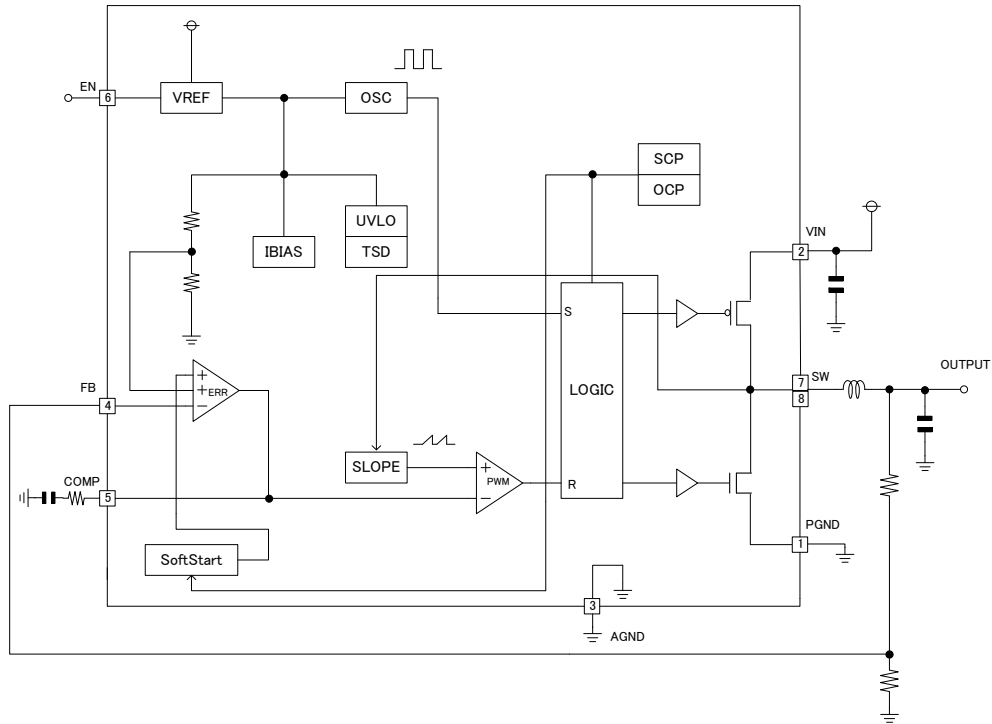 EN
6
VREF
OSC
SCP
OCP
UVLO
TSD
IBIAS
VIN
2
S
LOGIC
SW
7
8
OUTPUT
FB
4
+
+
ERR
−
SLOPE
+
PWM
−
R
COMP
5
SoftStart
PGND
1
3
AGND